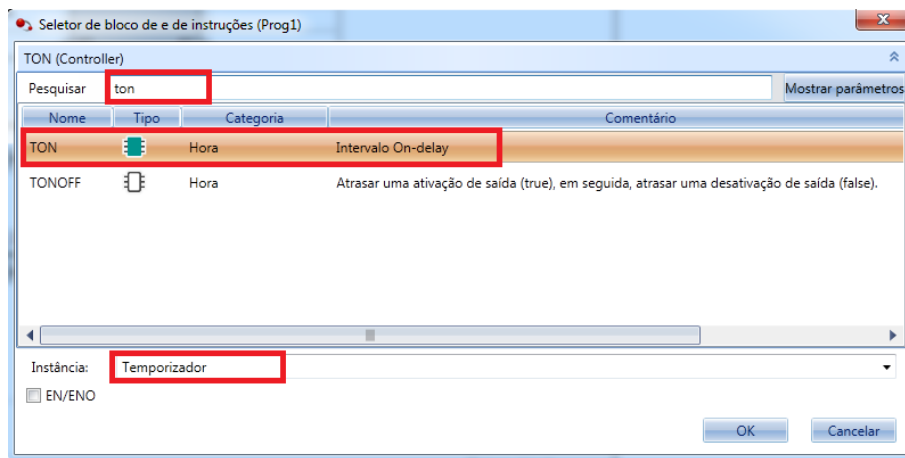 Seletor de bloco de e de instruções (Prog1)
TON (Controller)
Pesquisar ton Mostrar parâmetros
Nome Tipo Categoria Comentário
TON Hora Intervalo On-delay
TONOFF Hora Atrasar uma ativação de saída (true), em seguida, atrasar uma desativação de saída (false).
Instância: Temporizador
EN/ENO
OK Cancelar